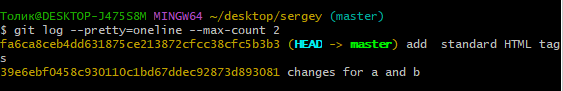 Толик@DESKTOP-J475S8M MINGW64 ~/desktop/sergey (master)
$ git log --pretty=oneline --max-count 2
fa6ca8ceb4dd631875ce213872cfcc38cfc5b3b3 (HEAD -> master) add  standard HTML tag
s
39e6ebf0458c930110c1bd67ddec92873d893081 changes for a and b